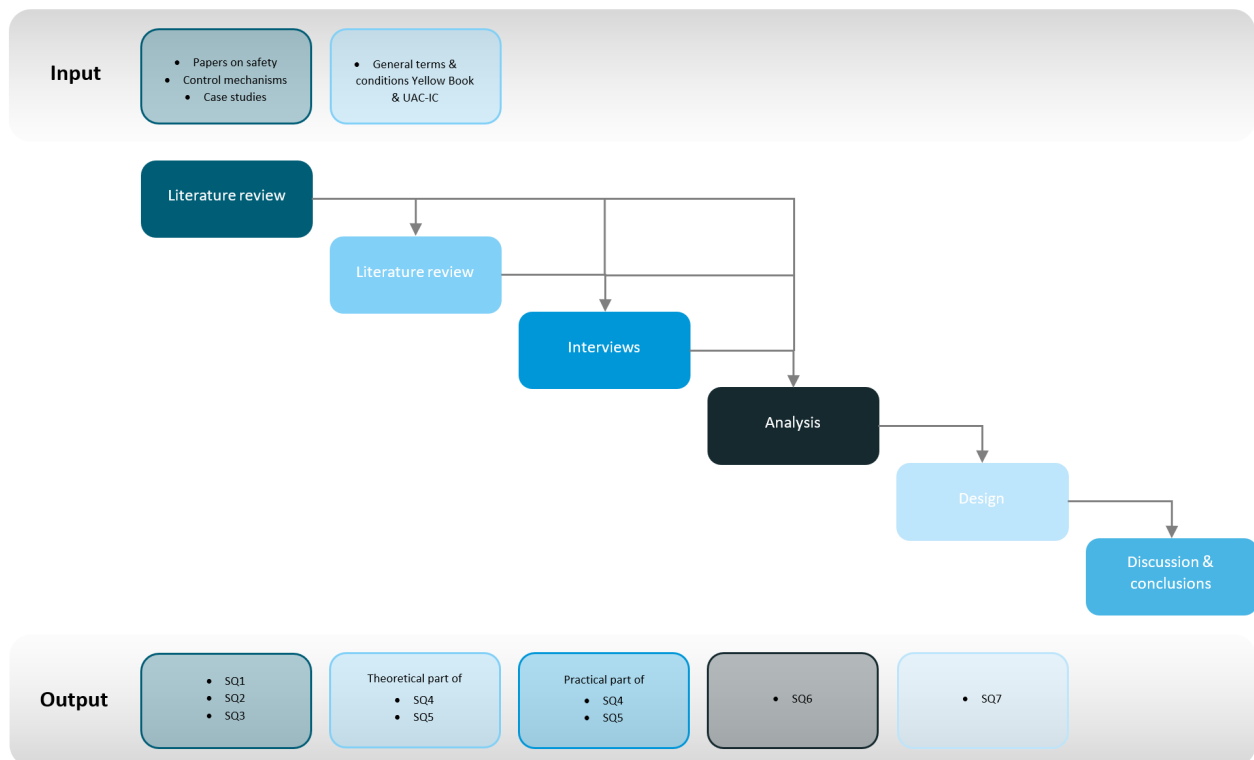 Input
• Papers on safety
• Control mechanisms
• Case studies
• General terms &
conditions Yellow Book
& UAC-IC
Literature review
Literature review
Interviews
Analysis
Design
Discussion &
conclusions
Output
• SQ1
• SQ2
• SQ3
Theoretical part of
• SQ4
• SQ5
Practical part of
• SQ4
• SQ5
• SQ6
• SQ7